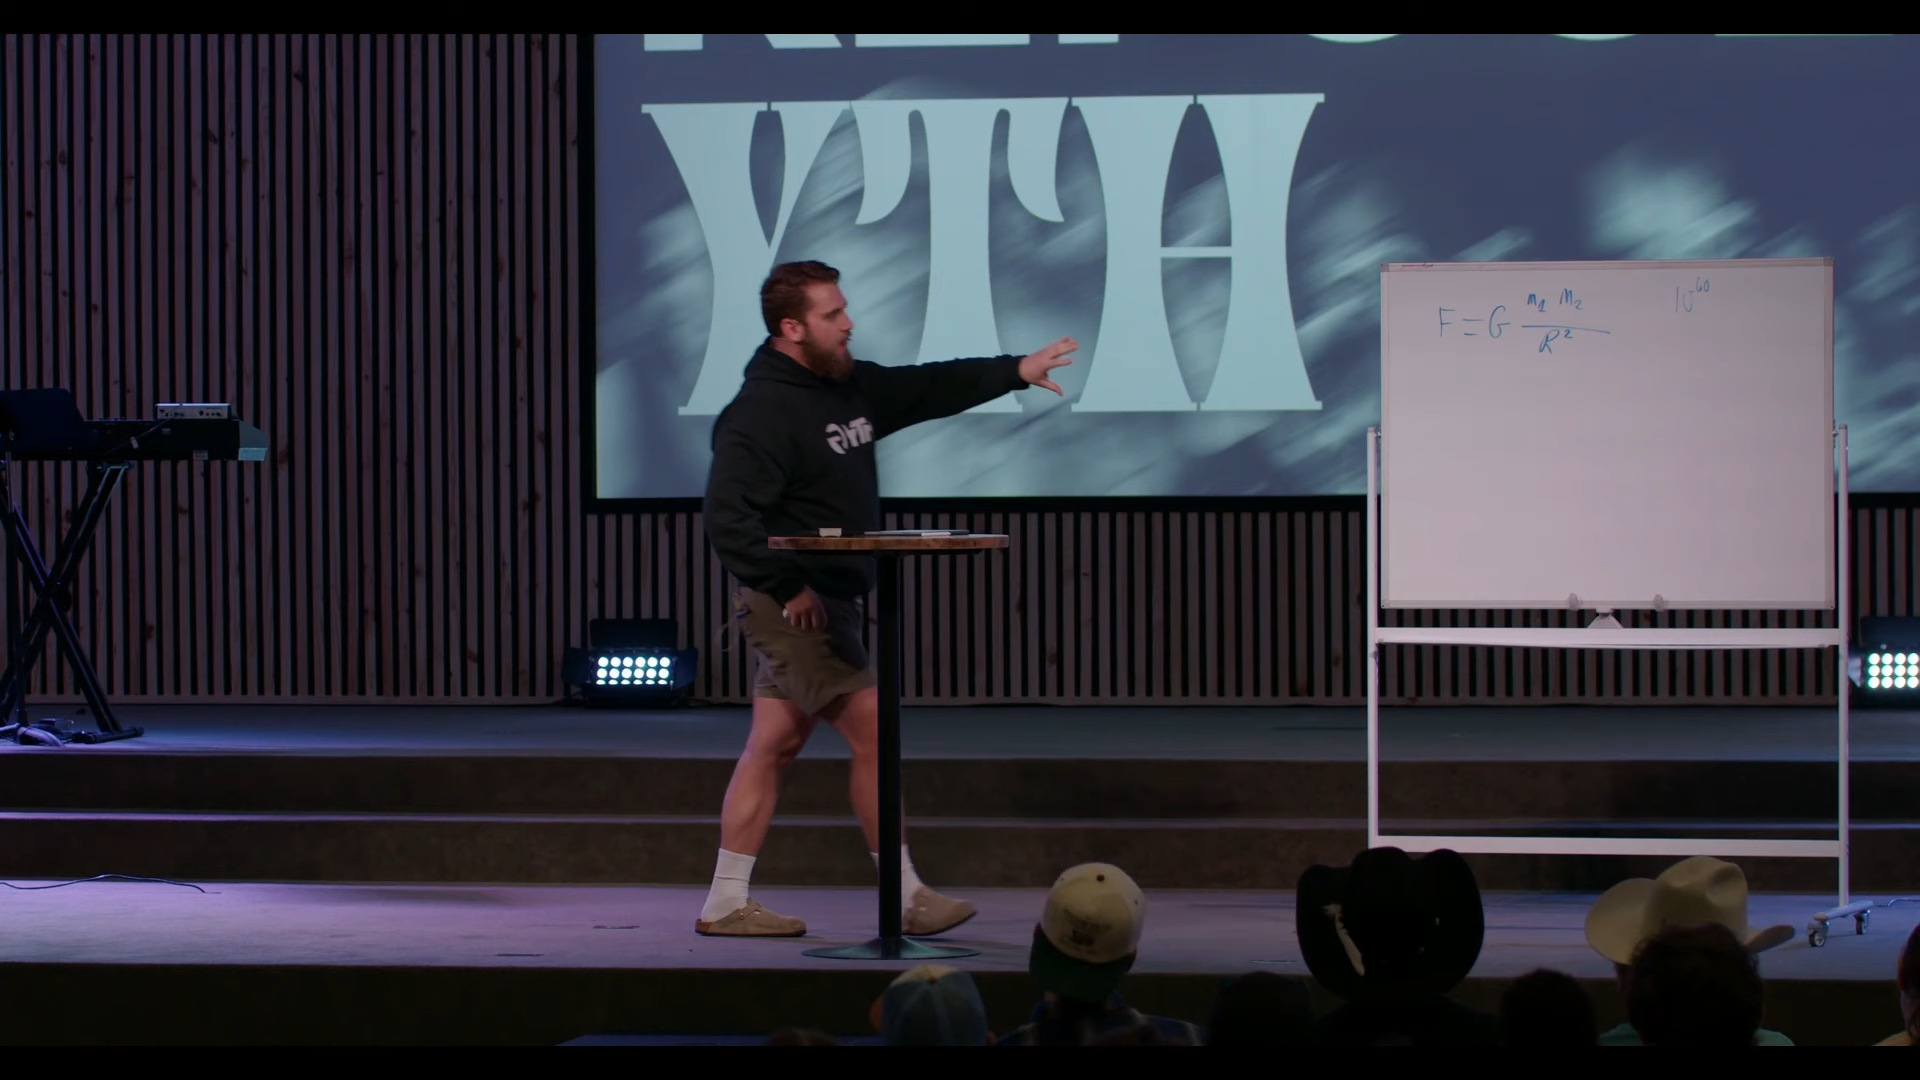 YTH
F = G m₁ m₂ / R²
10⁻⁶⁰